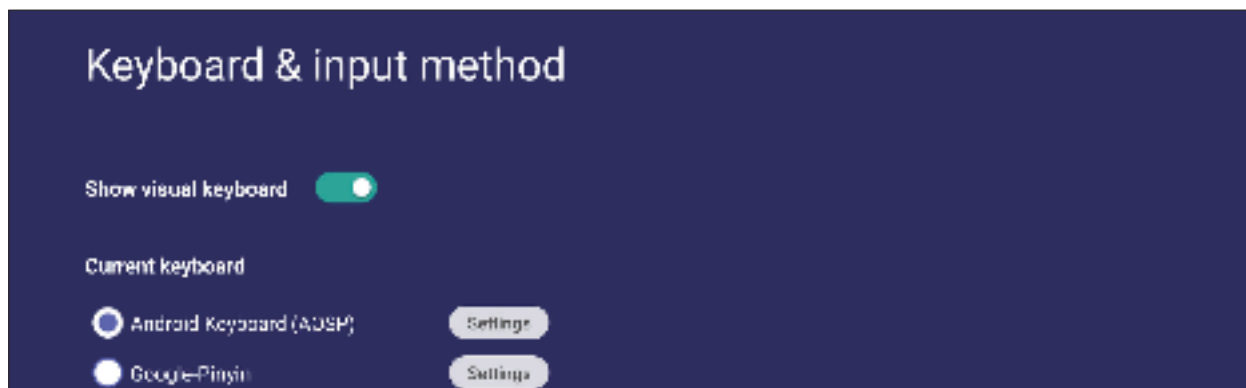 Keyboard & input method
Show visual keyboard
Current keyboard
Android Keyboard (AOSP) Settings
Google Pinyin Settings